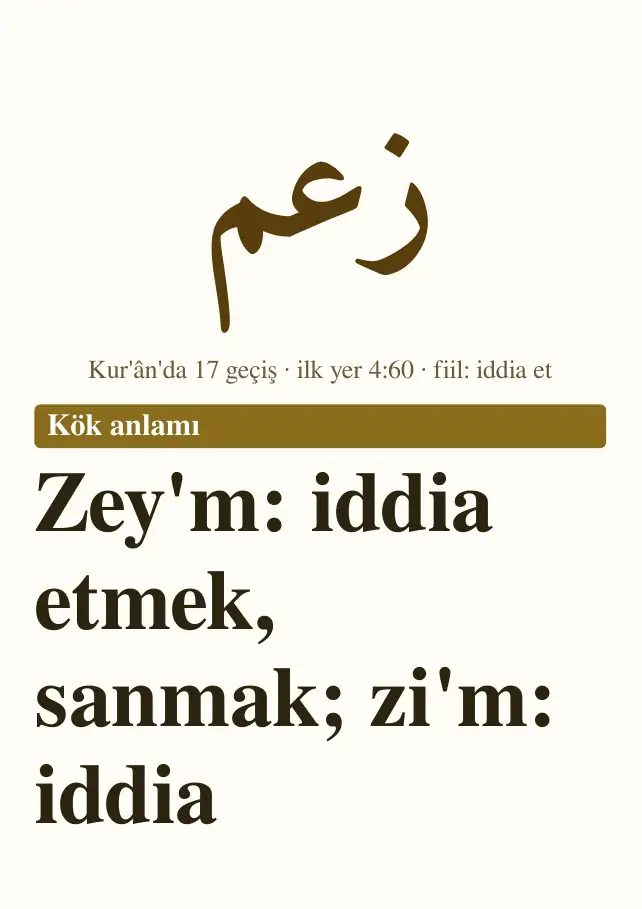 زعم
Kur'ân'da 17 geçiş · ilk yer 4:60 · fiil: iddia et
Kök anlamı
Zey'm: iddia
etmek,
sanmak; zi'm:
iddia